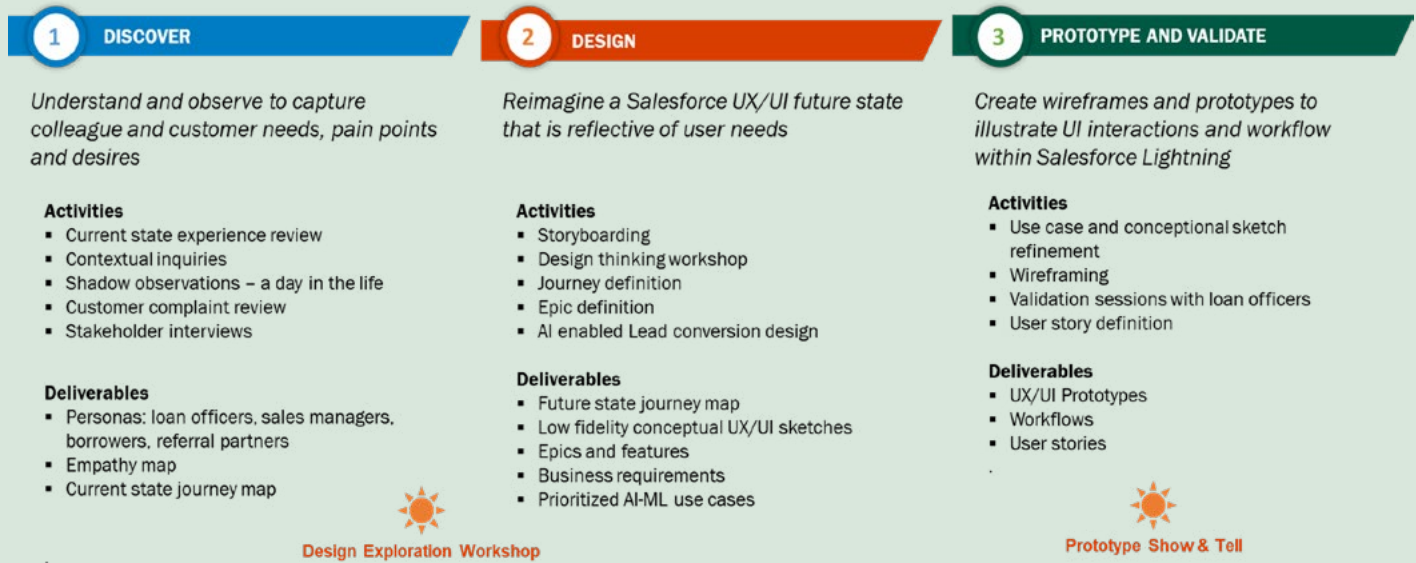 1 DISCOVER
Understand and observe to capture
colleague and customer needs, pain points
and desires
Activities
▪ Current state experience review
▪ Contextual inquiries
▪ Shadow observations – a day in the life
▪ Customer complaint review
▪ Stakeholder interviews
Deliverables
▪ Personas: loan officers, sales managers,
borrowers, referral partners
▪ Empathy map
▪ Current state journey map
Design Exploration Workshop
2 DESIGN
Reimagine a Salesforce UX/UI future state
that is reflective of user needs
Activities
▪ Storyboarding
▪ Design thinking workshop
▪ Journey definition
▪ Epic definition
▪ AI enabled Lead conversion design
Deliverables
▪ Future state journey map
▪ Low fidelity conceptual UX/UI sketches
▪ Epics and features
▪ Business requirements
▪ Prioritized AI-ML use cases
3 PROTOTYPE AND VALIDATE
Create wireframes and prototypes to
illustrate UI interactions and workflow
within Salesforce Lightning
Activities
▪ Use case and conceptional sketch
refinement
▪ Wireframing
▪ Validation sessions with loan officers
▪ User story definition
Deliverables
▪ UX/UI Prototypes
▪ Workflows
▪ User stories
.
Prototype Show & Tell